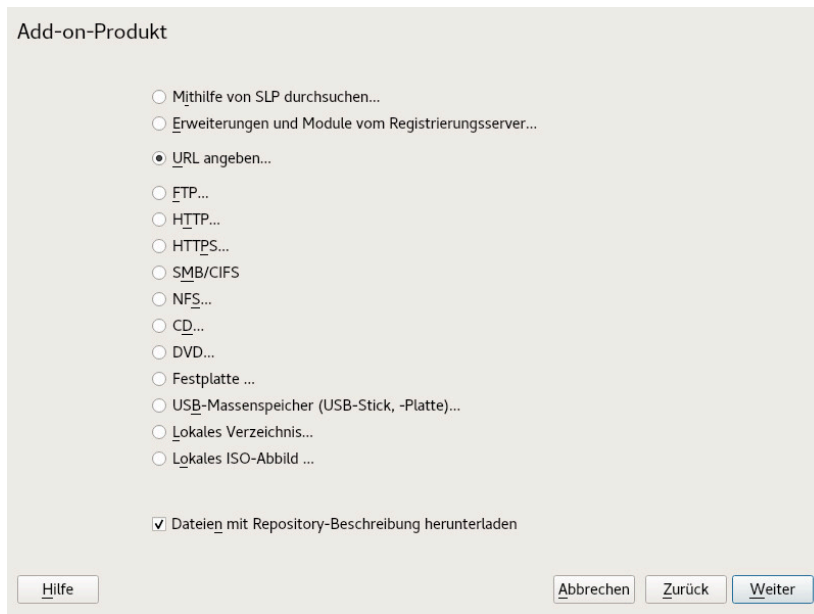 Add-on-Produkt
Mithilfe von SLP durchsuchen...
Erweiterungen und Module vom Registrierungsserver...
URL angeben...
FTP...
HTTP...
HTTPS...
SMB/CIFS
NFS...
CD...
DVD...
Festplatte ...
USB-Massenspeicher (USB-Stick, -Platte)...
Lokales Verzeichnis...
Lokales ISO-Abbild ...
Dateien mit Repository-Beschreibung herunterladen
Hilfe Abbrechen Zurück Weiter